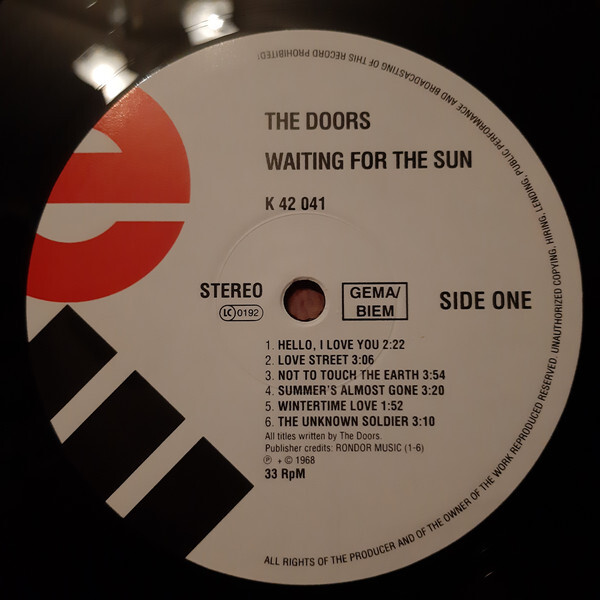 THE DOORS
WAITING FOR THE SUN
K 42 041
STEREO
LC 0192
GEMA/
BIEM
SIDE ONE
1. HELLO, I LOVE YOU 2:22
2. LOVE STREET 3:06
3. NOT TO TOUCH THE EARTH 3:54
4. SUMMER'S ALMOST GONE 3:20
5. WINTERTIME LOVE 1:52
6. THE UNKNOWN SOLDIER 3:10
All titles written by The Doors.
Publisher credits: RONDOR MUSIC (1-6)
℗ + © 1968
33 RpM
ALL RIGHTS OF THE PRODUCER AND OF THE OWNER OF THE WORK REPRODUCED RESERVED. UNAUTHORIZED COPYING, HIRING, LENDING, PUBLIC PERFORMANCE AND BROADCASTING OF THIS RECORD PROHIBITED!